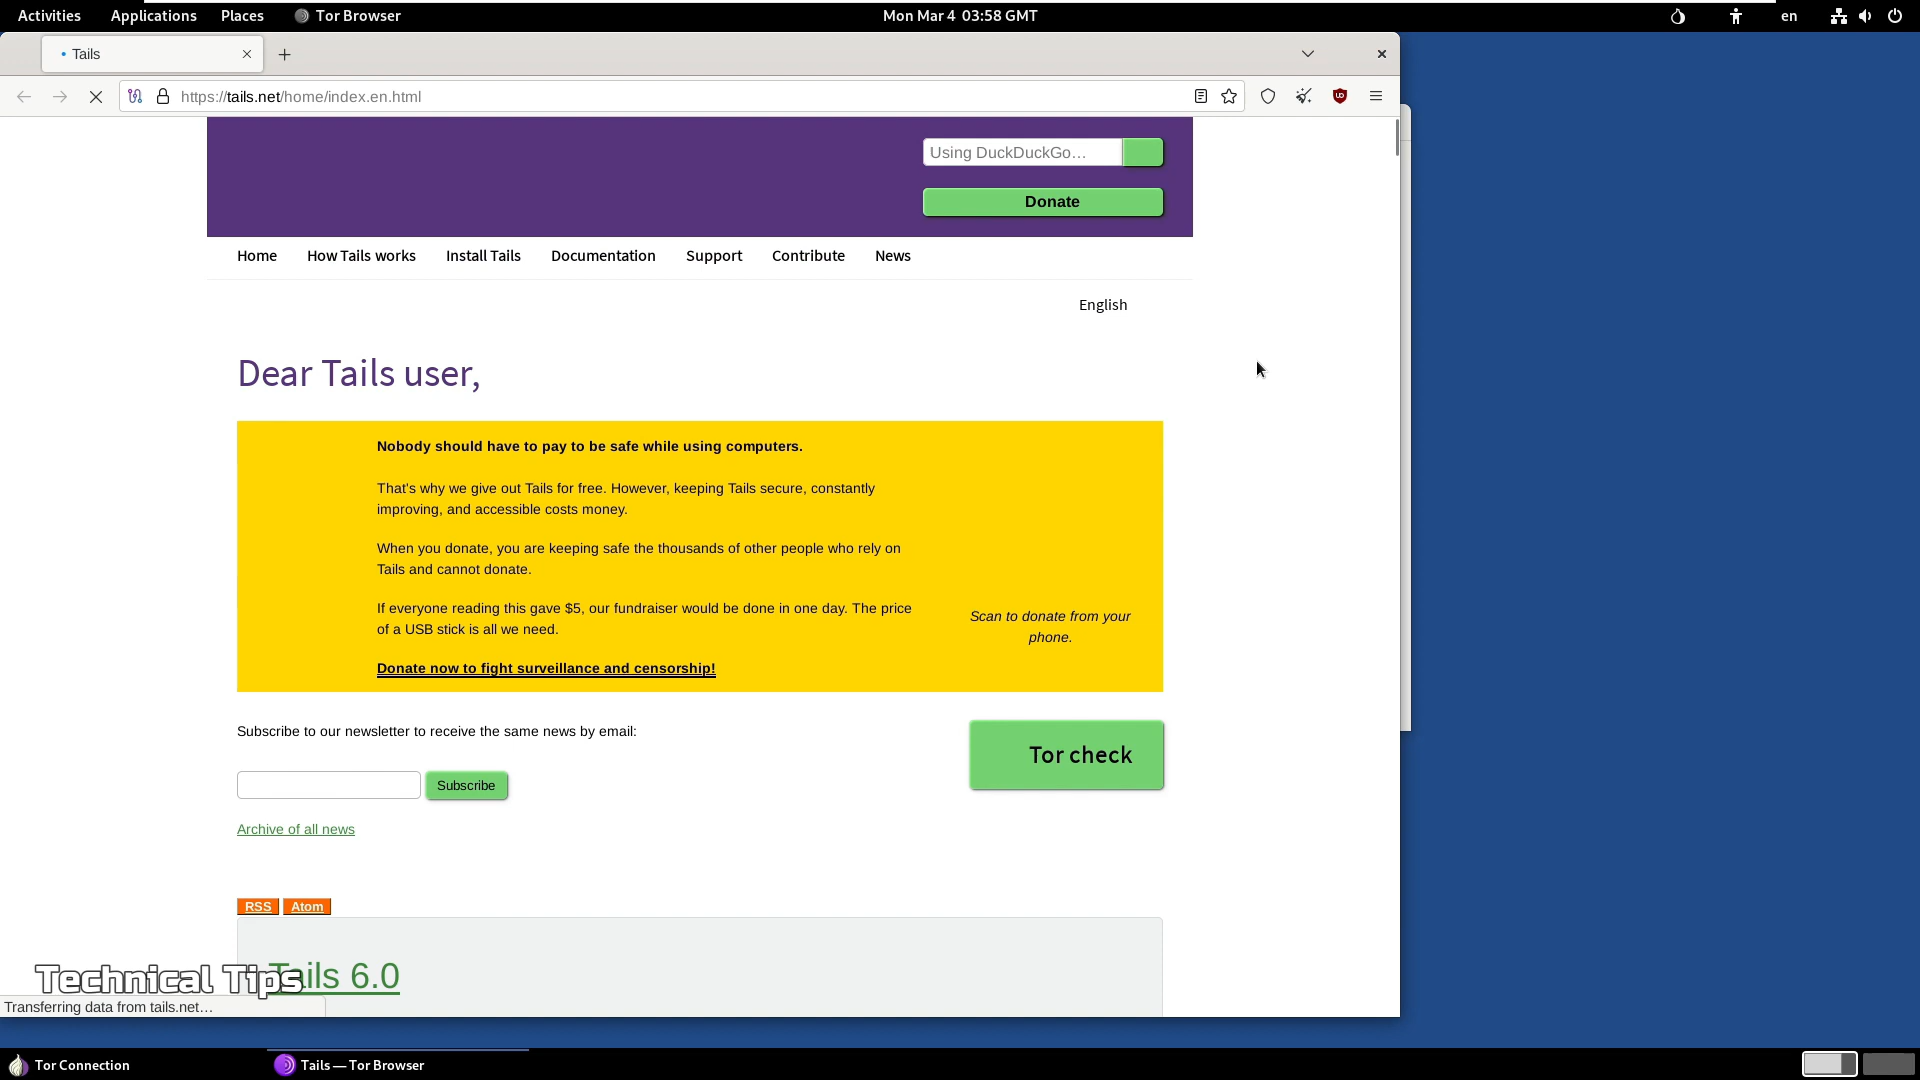 Activities Applications Places Tor Browser Mon Mar 4 03:58 GMT en
Tails
https://tails.net/home/index.en.html
Using DuckDuckGo…
Donate
Home How Tails works Install Tails Documentation Support Contribute News
English
Dear Tails user,
Nobody should have to pay to be safe while using computers.
That's why we give out Tails for free. However, keeping Tails secure, constantly
improving, and accessible costs money.
When you donate, you are keeping safe the thousands of other people who rely on
Tails and cannot donate.
If everyone reading this gave $5, our fundraiser would be done in one day. The price
of a USB stick is all we need.
Donate now to fight surveillance and censorship!
Scan to donate from your
phone.
Subscribe to our newsletter to receive the same news by email:
Tor check
Subscribe
Archive of all news
RSS Atom
Tails 6.0
Technical Tips
Transferring data from tails.net…
Tor Connection Tails — Tor Browser